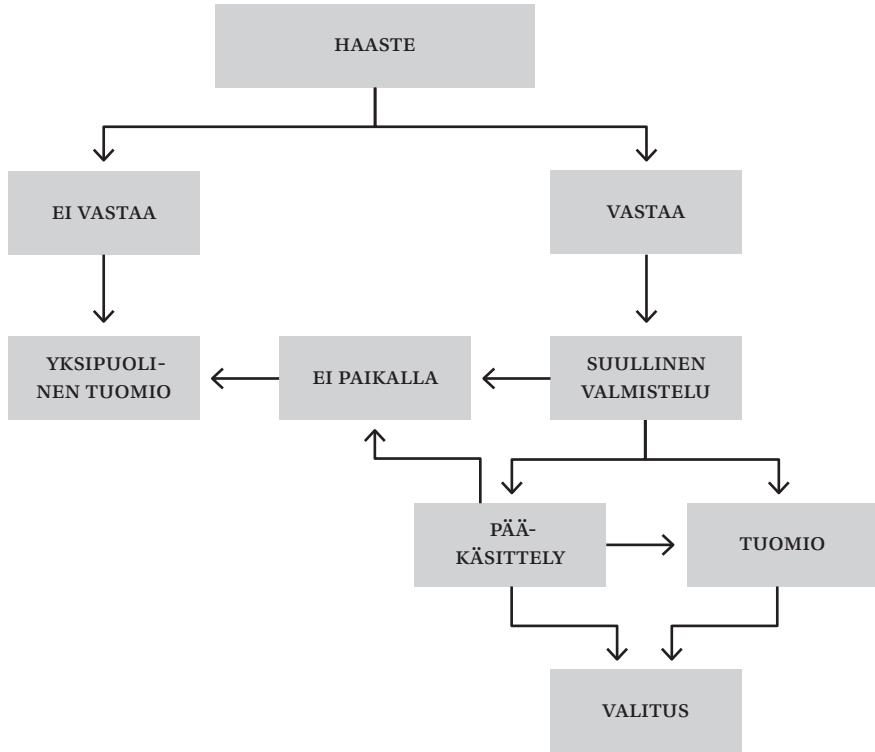 HAASTE
EI VASTAA
VASTAA
YKSIPUOLI-
NEN TUOMIO
EI PAIKALLA
SUULLINEN
VALMISTELU
PÄÄ-
KÄSITTELY
TUOMIO
VALITUS